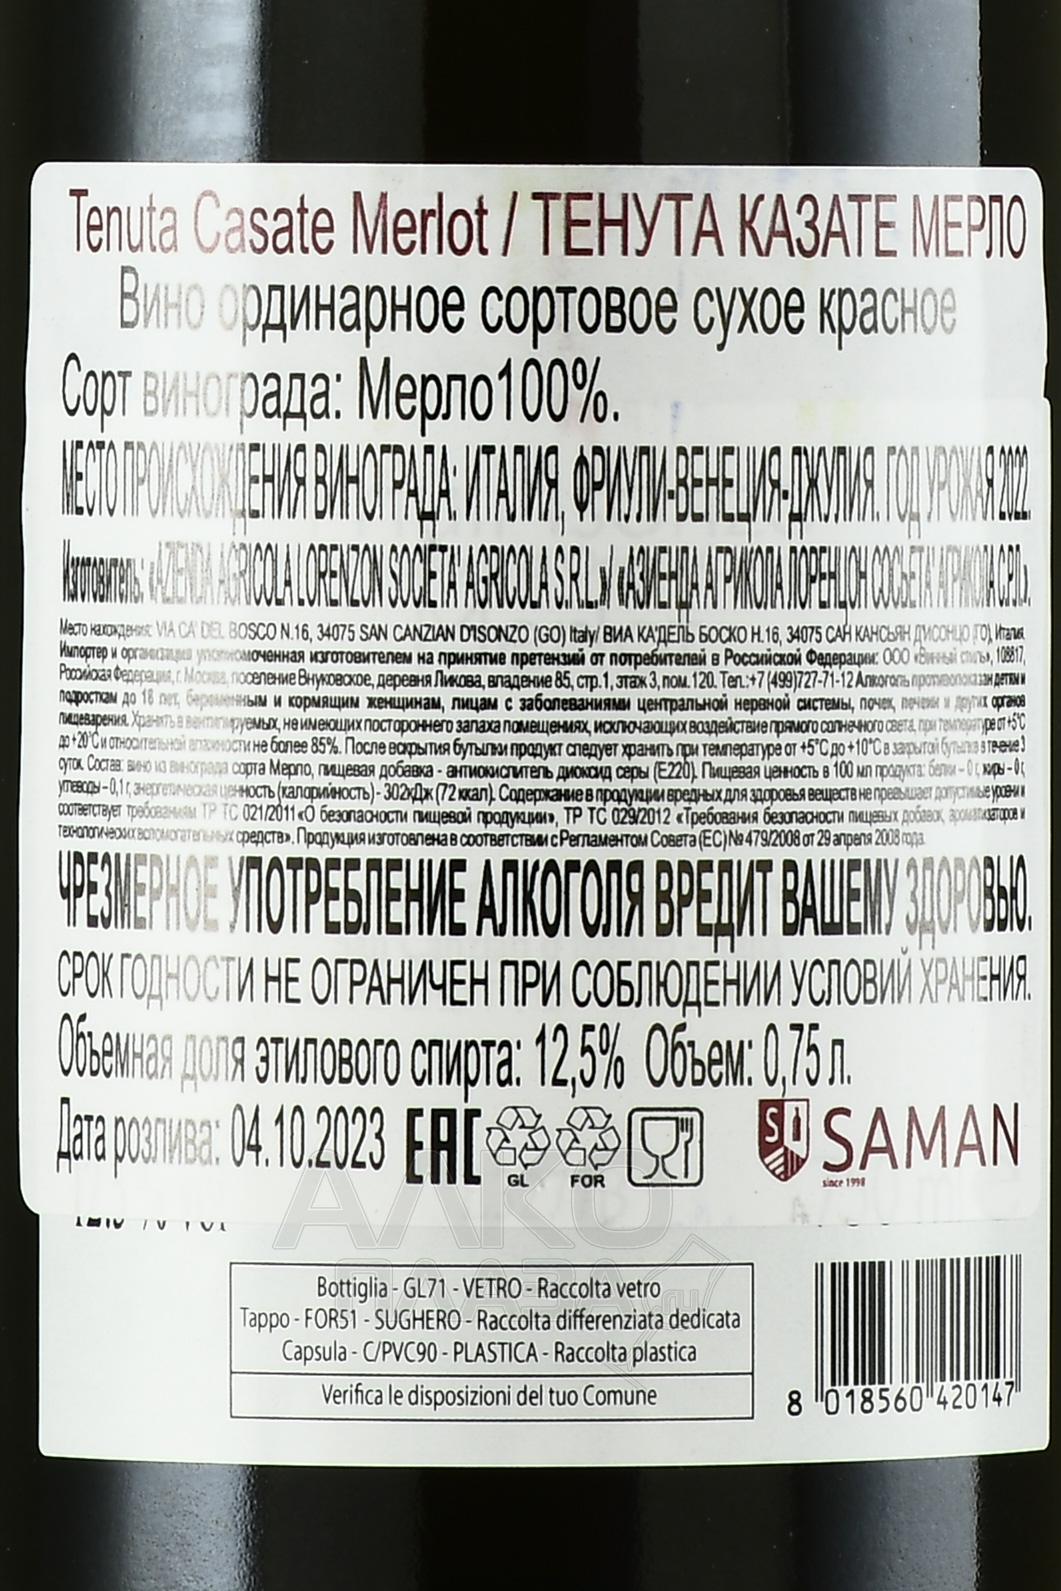 Tenuta Casate Merlot / ТЕНУТА КАЗАТЕ МЕРЛО
Вино ординарное сортовое сухое красное
Сорт винограда: Мерло100%.
МЕСТО ПРОИСХОЖДЕНИЯ ВИНОГРАДА: ИТАЛИЯ, ФРИУЛИ-ВЕНЕЦИЯ-ДЖУЛИЯ. ГОД УРОЖАЯ 2022.
Изготовитель: «AZIENDA AGRICOLA LORENZON SOCIETA' AGRICOLA S.R.L.»/ «АЗИЕНДА АГРИКОЛА ЛОРЕНЦОН СОСЬЕТА' АГРИКОЛА С.Р.Л.».
Место нахождения: VIA CA' DEL BOSCO N.16, 34075 SAN CANZIAN D'ISONZO (GO) Italy/ ВИА КА'ДЕЛЬ БОСКО Н.16, 34075 САН КАНСЬЯН Д'ИСОНЦО (ГО), Италия.
Импортер и организация уполномоченная изготовителем на принятие претензий от потребителей в Российской Федерации: ООО «Винный стиль», 108817,
Российская Федерация, г. Москва, поселение Внуковское, деревня Ликова, владение 85, стр.1, этаж 3, пом. 120. Тел.:+7 (499)727-71-12 Алкоголь противопоказан детям и
подросткам до 18 лет, беременным и кормящим женщинам, лицам с заболеваниями центральной нервной системы, почек, печени и других органов
пищеварения. Хранить в вентилируемых, не имеющих постороннего запаха помещениях, исключающих воздействие прямого солнечного света, при температуре от +5°С
до +20°С и относительной влажности не более 85%. После вскрытия бутылки продукт следует хранить при температуре от +5°С до +10°С в закрытой бутылке в течение 3
суток. Состав: вино из винограда сорта Мерло, пищевая добавка - антиокислитель диоксид серы (Е220). Пищевая ценность в 100 мл продукта: белки – 0 г, жиры – 0 г,
углеводы – 0,1 г, энергетическая ценность (калорийность) - 302кДж (72 ккал). Содержание в продукции вредных для здоровья веществ не превышает допустимые уровни и
соответствует требованиям ТР ТС 021/2011«О безопасности пищевой продукции», ТР ТС 029/2012 «Требования безопасности пищевых добавок, ароматизаторов и
технологических вспомогательных средств». Продукция изготовлена в соответствии с Регламентом Совета (ЕС) № 479/2008 от 29 апреля 2008 года.
ЧРЕЗМЕРНОЕ УПОТРЕБЛЕНИЕ АЛКОГОЛЯ ВРЕДИТ ВАШЕМУ ЗДОРОВЬЮ.
СРОК ГОДНОСТИ НЕ ОГРАНИЧЕН ПРИ СОБЛЮДЕНИИ УСЛОВИЙ ХРАНЕНИЯ.
Объемная доля этилового спирта: 12,5% Объем: 0,75 л.
Дата розлива: 04.10.2023 EAC GL FOR SAMAN
since 1998
АЛКО
ПЛАЗА.ru
Bottiglia - GL71 - VETRO - Raccolta vetro
Tappo - FOR51 - SUGHERO - Raccolta differenziata dedicata
Capsula - C/PVC90 - PLASTICA - Raccolta plastica
Verifica le disposizioni del tuo Comune
8 018560 420147